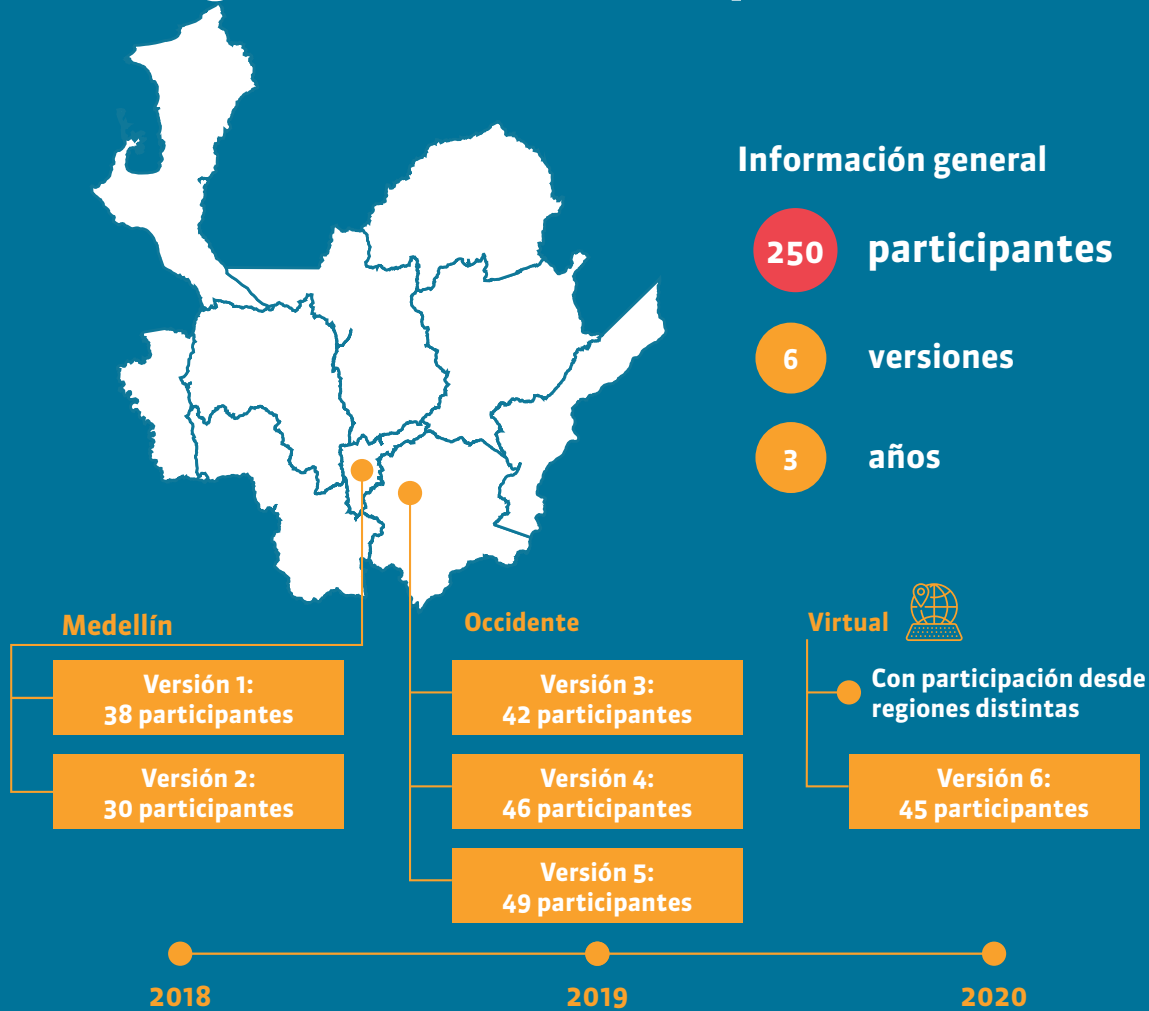 Información general
250 participantes
6 versiones
3 años
Medellín
Versión 1:
38 participantes
Versión 2:
30 participantes
Occidente
Versión 3:
42 participantes
Versión 4:
46 participantes
Versión 5:
49 participantes
Virtual
Con participación desde
regiones distintas
Versión 6:
45 participantes
2018
2019
2020